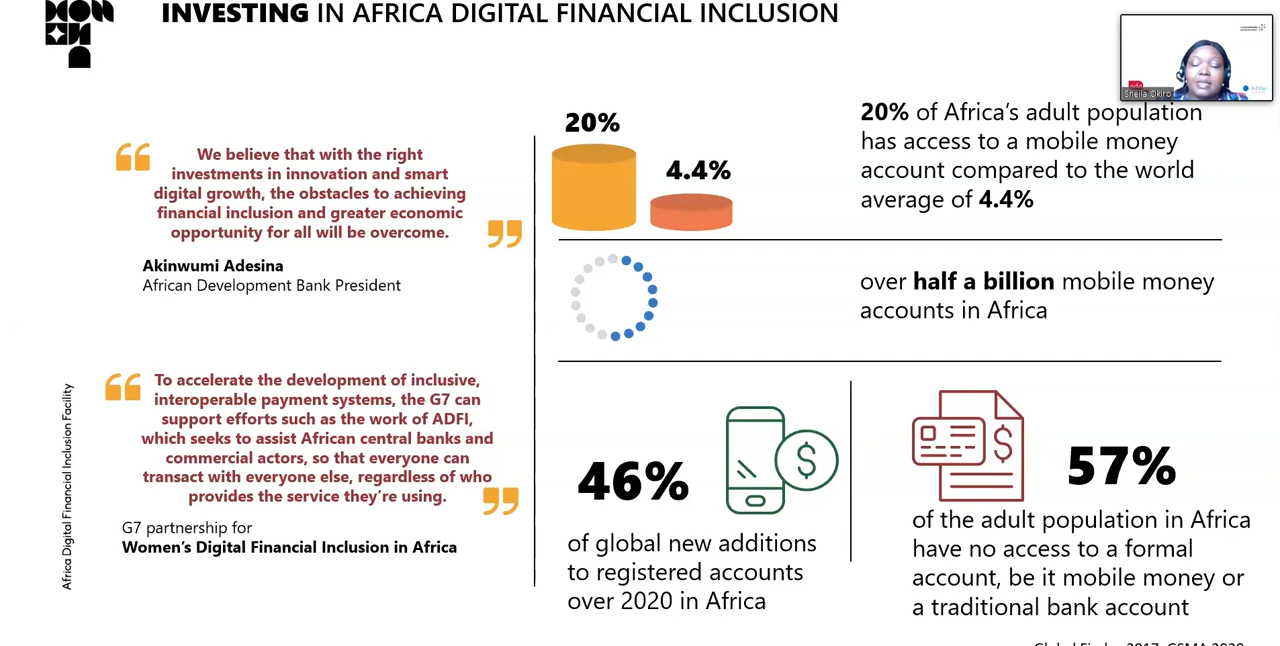 INVESTING IN AFRICA DIGITAL FINANCIAL INCLUSION
Sheila Okiro
We believe that with the right
investments in innovation and smart
digital growth, the obstacles to achieving
financial inclusion and greater economic
opportunity for all will be overcome.
Akinwumi Adesina
African Development Bank President
To accelerate the development of inclusive,
interoperable payment systems, the G7 can
support efforts such as the work of ADFI,
which seeks to assist African central banks and
commercial actors, so that everyone can
transact with everyone else, regardless of who
provides the service they're using.
G7 partnership for
Women's Digital Financial Inclusion in Africa
Africa Digital Financial Inclusion Facility
20%
4.4%
20% of Africa's adult population
has access to a mobile money
account compared to the world
average of 4.4%
over half a billion mobile money
accounts in Africa
46%
of global new additions
to registered accounts
over 2020 in Africa
57%
of the adult population in Africa
have no access to a formal
account, be it mobile money or
a traditional bank account